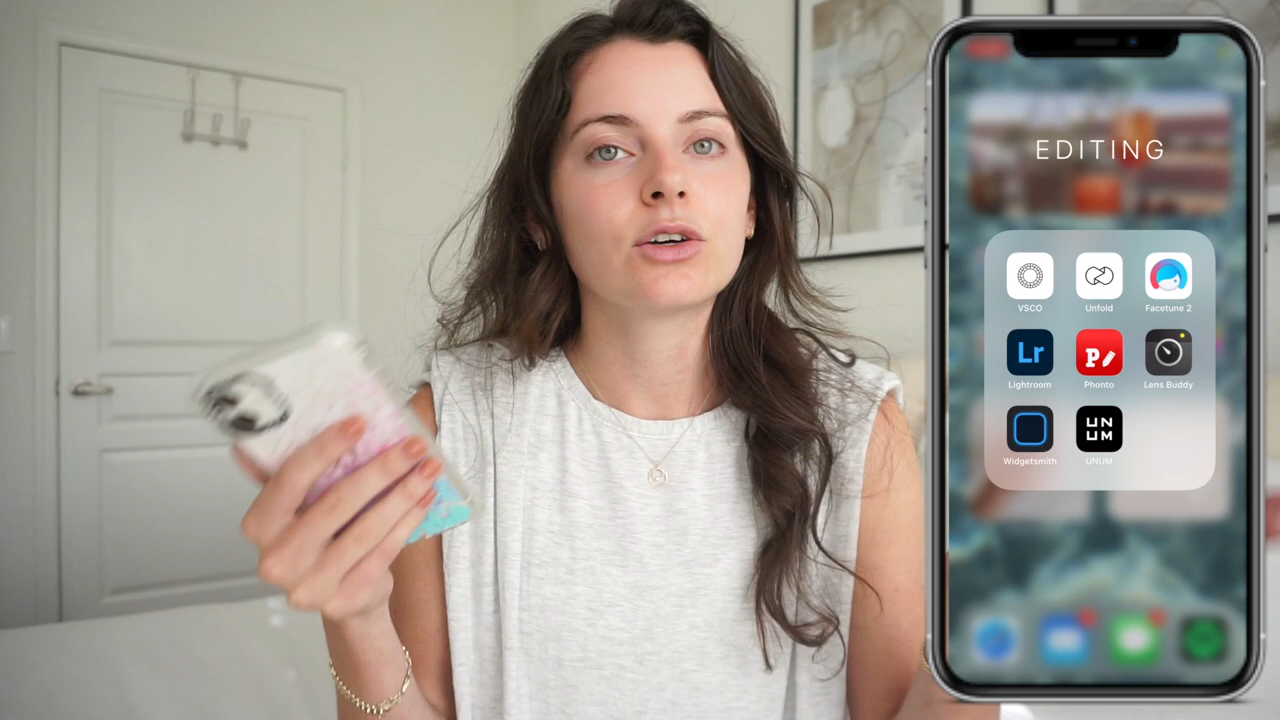 EDITING
VSCO
Unfold
Facetune 2
Lr
Lightroom
P
Phonto
Lens Buddy
Widgetsmith
UN
UM
UNUM